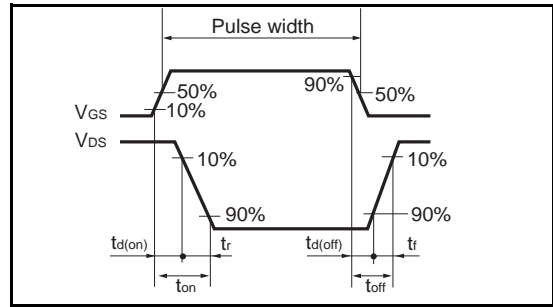 Pulse width
90%
50%
50%
10%
VGS
VDS
10%
10%
90%
90%
td(on)
tr
td(off)
tf
ton
toff